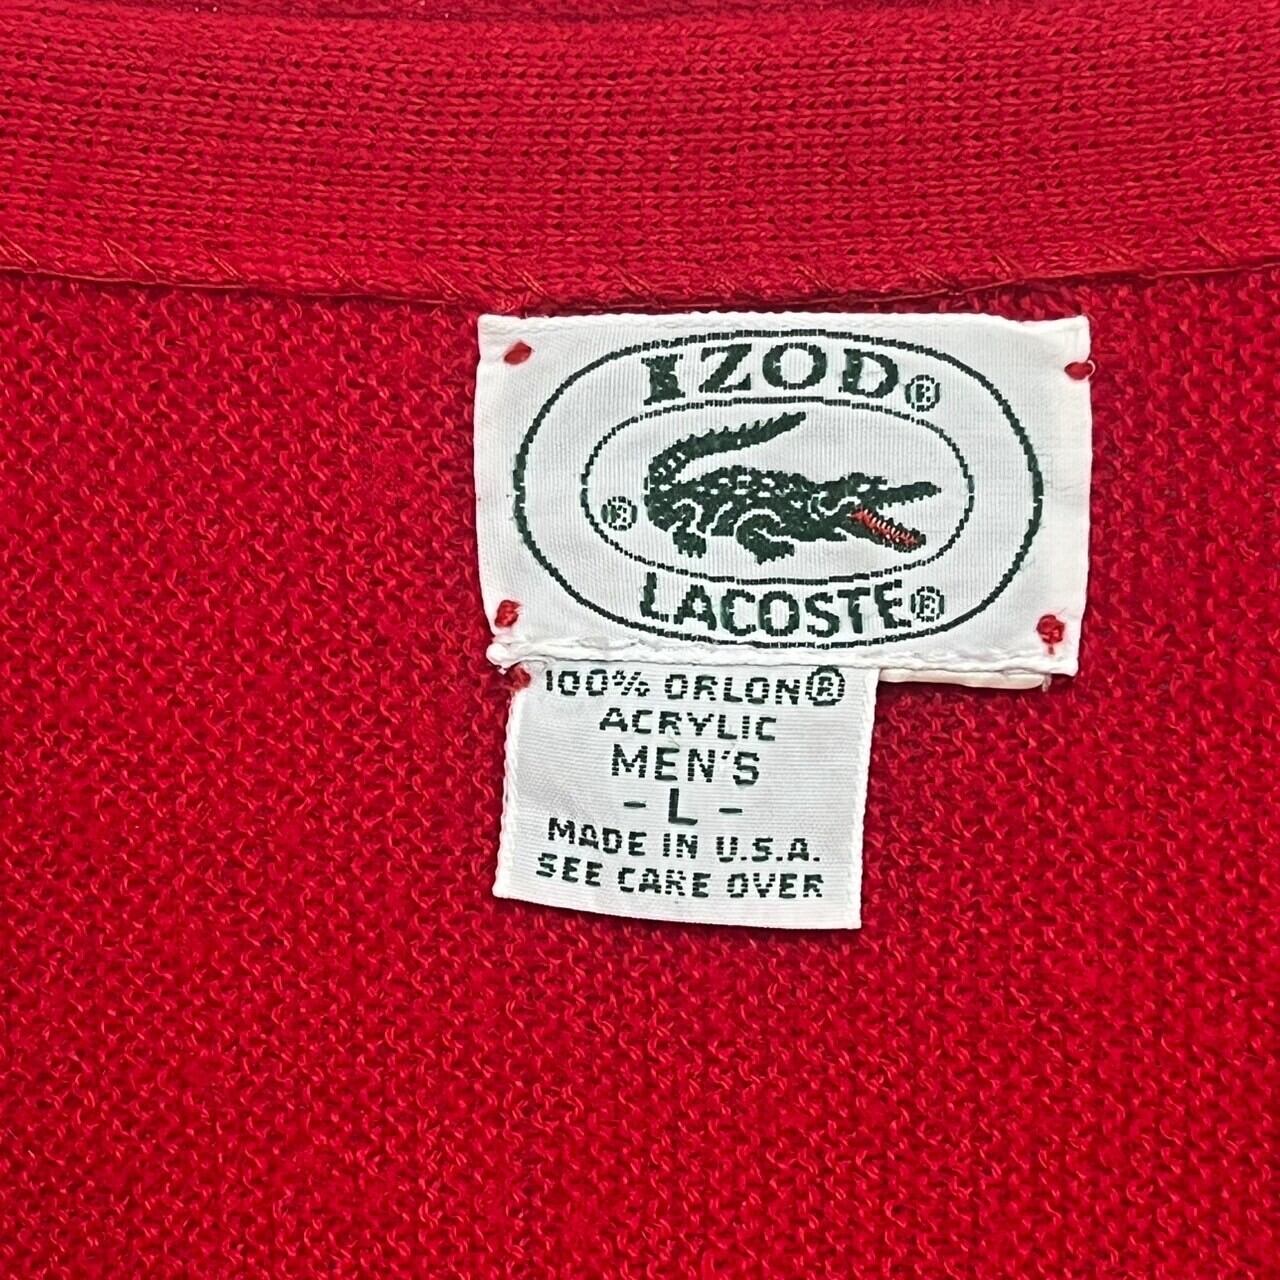 IZOD®
®
LACOSTE®
100% ORLON®
ACRYLIC
MEN'S
- L -
MADE IN U.S.A.
SEE CARE OVER